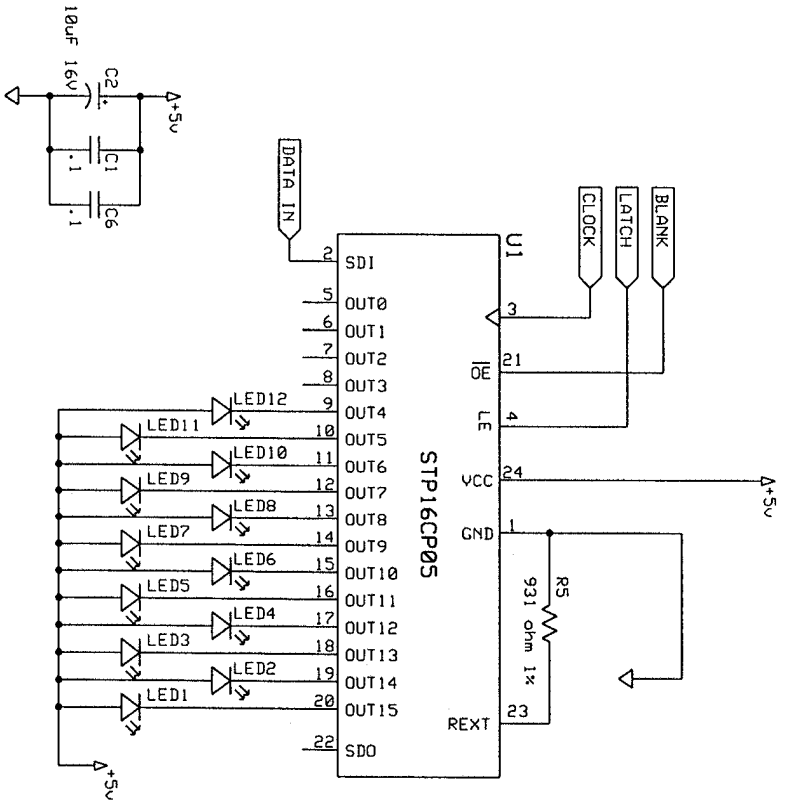 +5v
C2
+
10uF 16V
C1
.1
C6
.1
DATA IN
CLOCK
LATCH
BLANK
U1
STP16CP05
2 SDI
5 OUT0
6 OUT1
7 OUT2
8 OUT3
LED12 9 OUT4
LED11 10 OUT5
LED10 11 OUT6
LED9 12 OUT7
LED8 13 OUT8
LED7 14 OUT9
LED6 15 OUT10
LED5 16 OUT11
LED4 17 OUT12
LED3 18 OUT13
LED2 19 OUT14
LED1 20 OUT15
22 SDO
+5v
3
OE 21
LE 4
VCC 24
+5v
GND 1
R5
931 ohm 1%
REXT 23